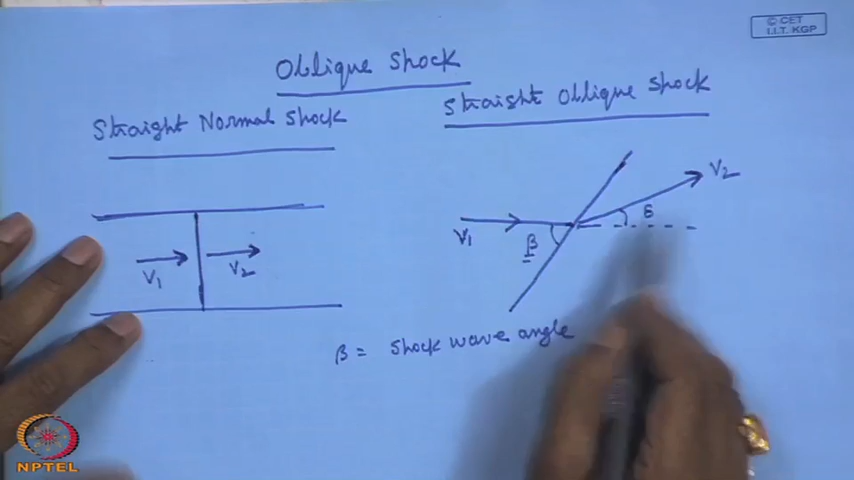 © CET
I.I.T. KGP
Oblique Shock
Straight Normal Shock
Straight Oblique Shock
V1
V2
V1
β
δ
V2
β = Shock wave angle
NPTEL